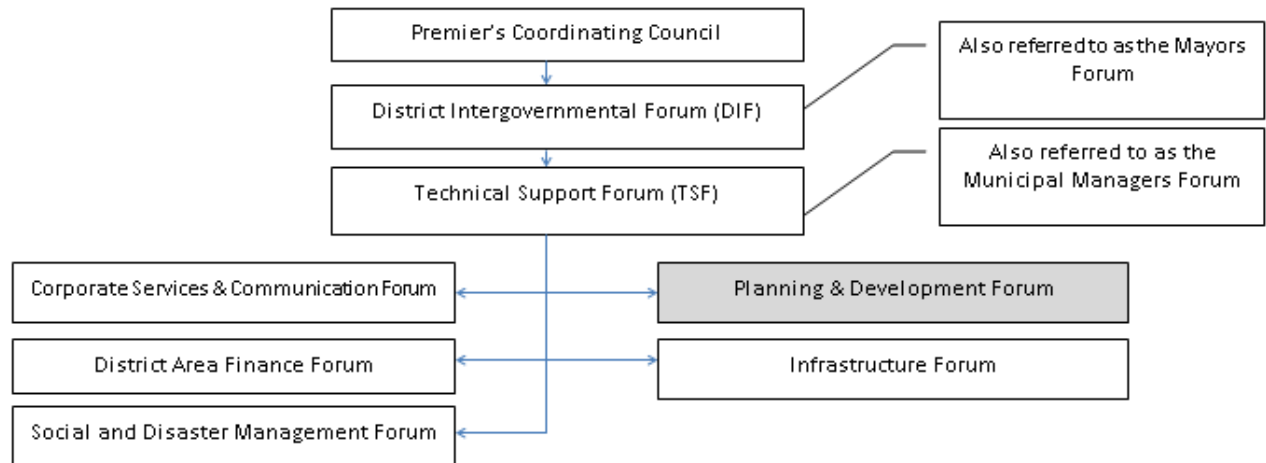 Premier's Coordinating Council
Also referred to as the Mayors
Forum
District Intergovernmental Forum (DIF)
Also referred to as the
Municipal Managers Forum
Technical Support Forum (TSF)
Corporate Services & Communication Forum
Planning & Development Forum
District Area Finance Forum
Infrastructure Forum
Social and Disaster Management Forum